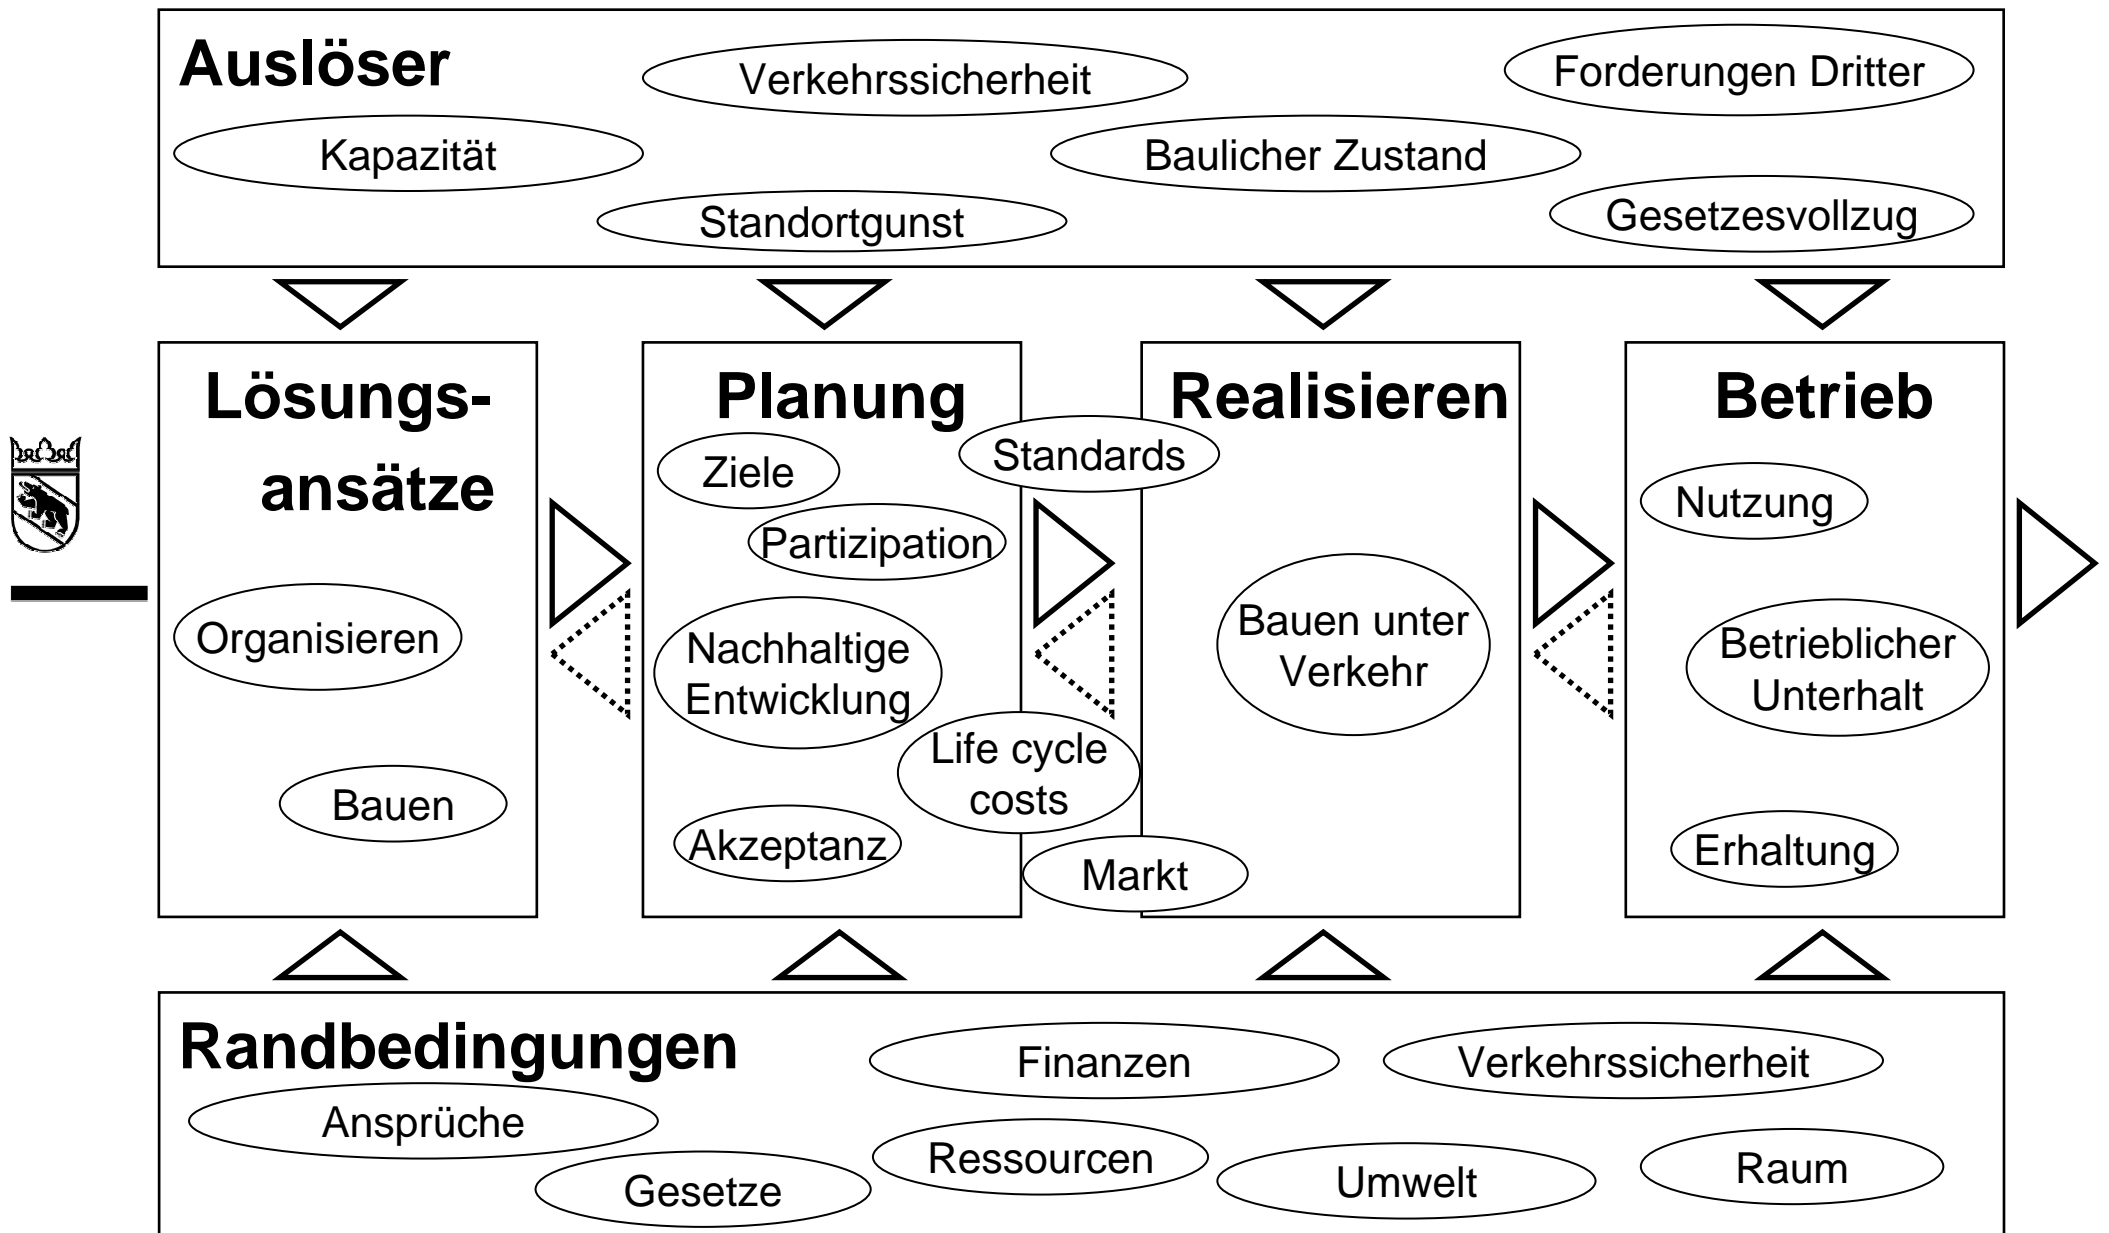 Auslöser
Verkehrssicherheit
Forderungen Dritter
Kapazität
Baulicher Zustand
Standortgunst
Gesetzesvollzug
Lösungs-
ansätze
Organisieren
Bauen
Planung
Ziele
Partizipation
Nachhaltige
Entwicklung
Akzeptanz
Standards
Life cycle
costs
Markt
Realisieren
Bauen unter
Verkehr
Betrieb
Nutzung
Betrieblicher
Unterhalt
Erhaltung
Randbedingungen
Finanzen
Verkehrssicherheit
Ansprüche
Ressourcen
Raum
Gesetze
Umwelt